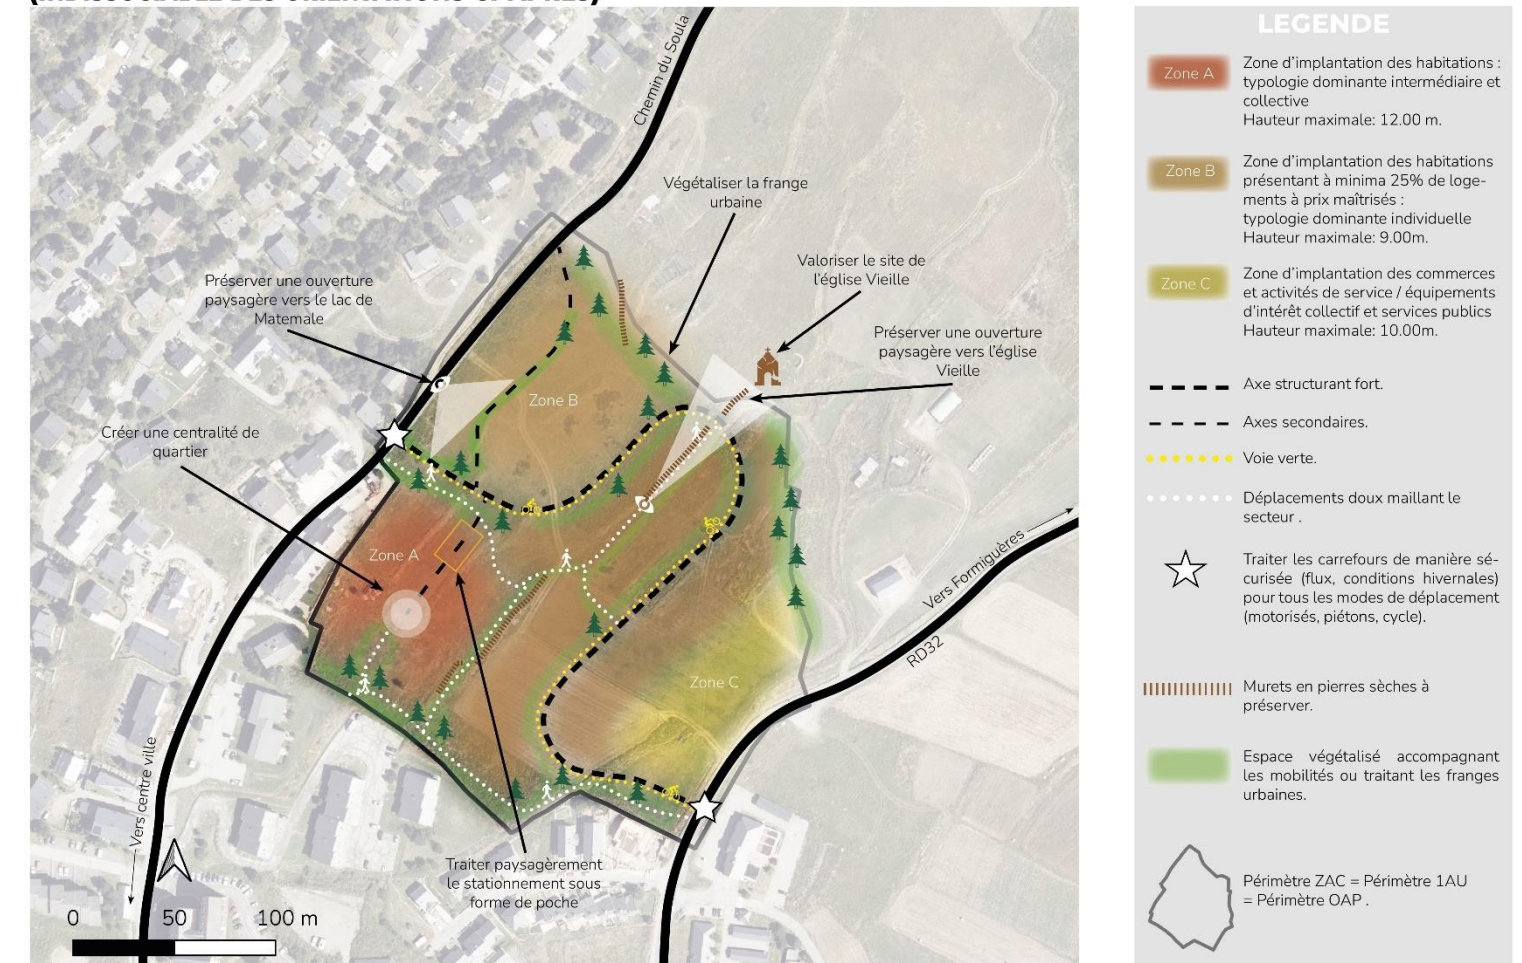 Chemin du Soula
Végétaliser la frange
urbaine
Valoriser le site de
l'église Vieille
Préserver une ouverture
paysagère vers le lac de
Matemale
Préserver une ouverture
paysagère vers l'église
Vieille
Zone B
Créer une centralité de
quartier
Zone A
Vers Formiguères
RD32
Zone C
Vers centre ville
Traiter paysagèrement
le stationnement sous
forme de poche
0 50 100 m
LEGENDE
Zone A
Zone d'implantation des habitations :
typologie dominante intermédiaire et
collective
Hauteur maximale: 12.00 m.
Zone B
Zone d'implantation des habitations
présentant à minima 25% de loge-
ments à prix maîtrisés :
typologie dominante individuelle
Hauteur maximale: 9.00m.
Zone C
Zone d'implantation des commerces
et activités de service / équipements
d'intérêt collectif et services publics
Hauteur maximale: 10.00m.
Axe structurant fort.
Axes secondaires.
Voie verte.
Déplacements doux maillant le
secteur .
Traiter les carrefours de manière sé-
curisée (flux, conditions hivernales)
pour tous les modes de déplacement
(motorisés, piétons, cycle).
Murets en pierres sèches à
préserver.
Espace végétalisé accompagnant
les mobilités ou traitant les franges
urbaines.
Périmètre ZAC = Périmètre 1AU
= Périmètre OAP .